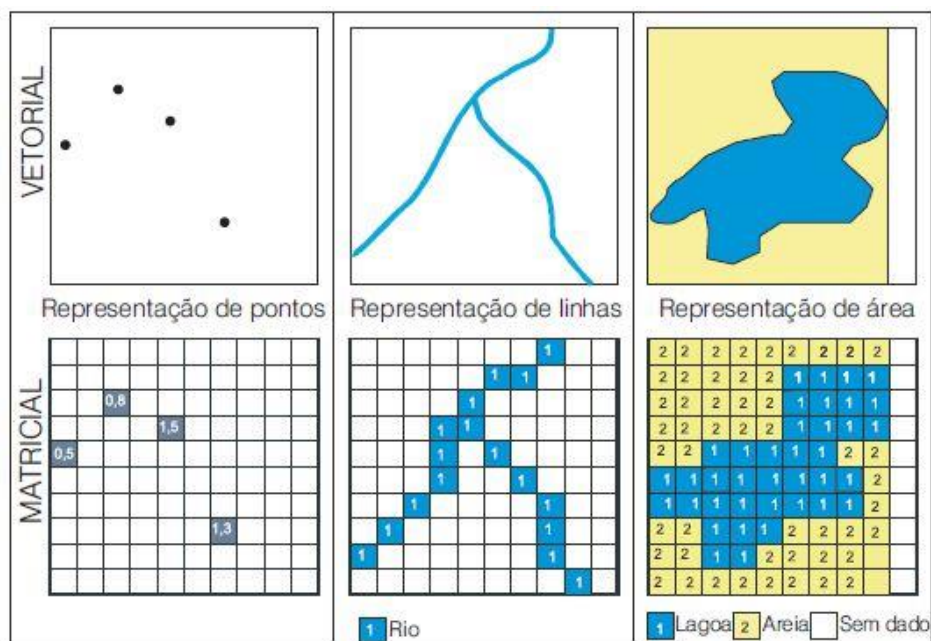 VETORIAL
Representação de pontos
Representação de linhas
Representação de área
MATRICIAL
0,8
1,5
0,5
1,3
1
1 1
1
1 1
1 1
1 1
1 1
1 1
1 1
1
1 Rio
2 2 2 2 2 2 2 2 2
2 2 2 2 2 1 1 1 1
2 2 2 2 2 1 1 1 1
2 2 2 2 2 1 1 1 1
2 2 1 1 1 1 1 2 2
1 1 1 1 1 1 1 1 2
1 1 1 1 1 1 1 1 2
2 2 1 1 1 2 2 2 2
2 2 1 1 2 2 2 2
2 2 2 2 2 2 2 2
1 Lagoa 2 Areia Sem dado